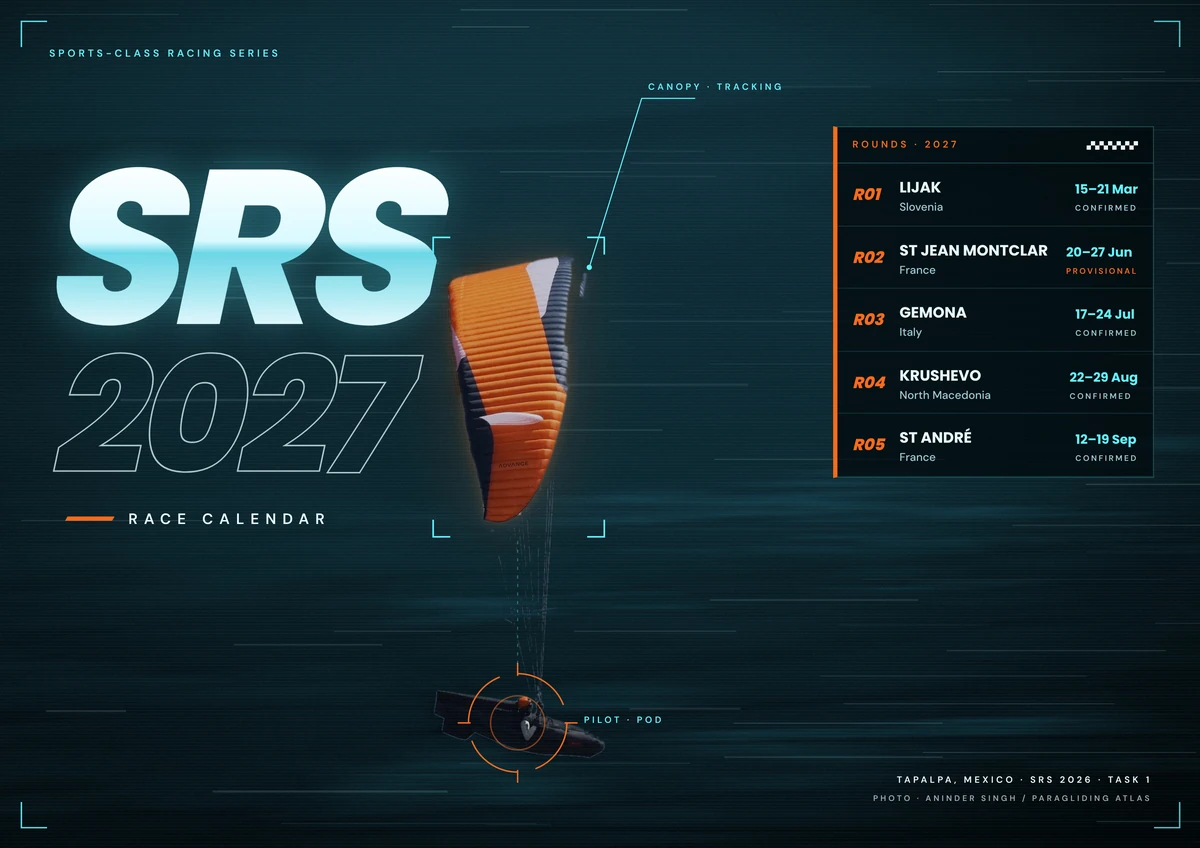 SPORTS-CLASS RACING SERIES
CANOPY · TRACKING
SRS
2027
RACE CALENDAR
ROUNDS · 2027
R01 LIJAK 15–21 Mar
Slovenia CONFIRMED
R02 ST JEAN MONTCLAR 20–27 Jun
France PROVISIONAL
R03 GEMONA 17–24 Jul
Italy CONFIRMED
R04 KRUSHEVO 22–29 Aug
North Macedonia CONFIRMED
R05 ST ANDRÉ 12–19 Sep
France CONFIRMED
ADVANCE
PILOT · POD
TAPALPA, MEXICO · SRS 2026 · TASK 1
PHOTO · ANINDER SINGH / PARAGLIDING ATLAS